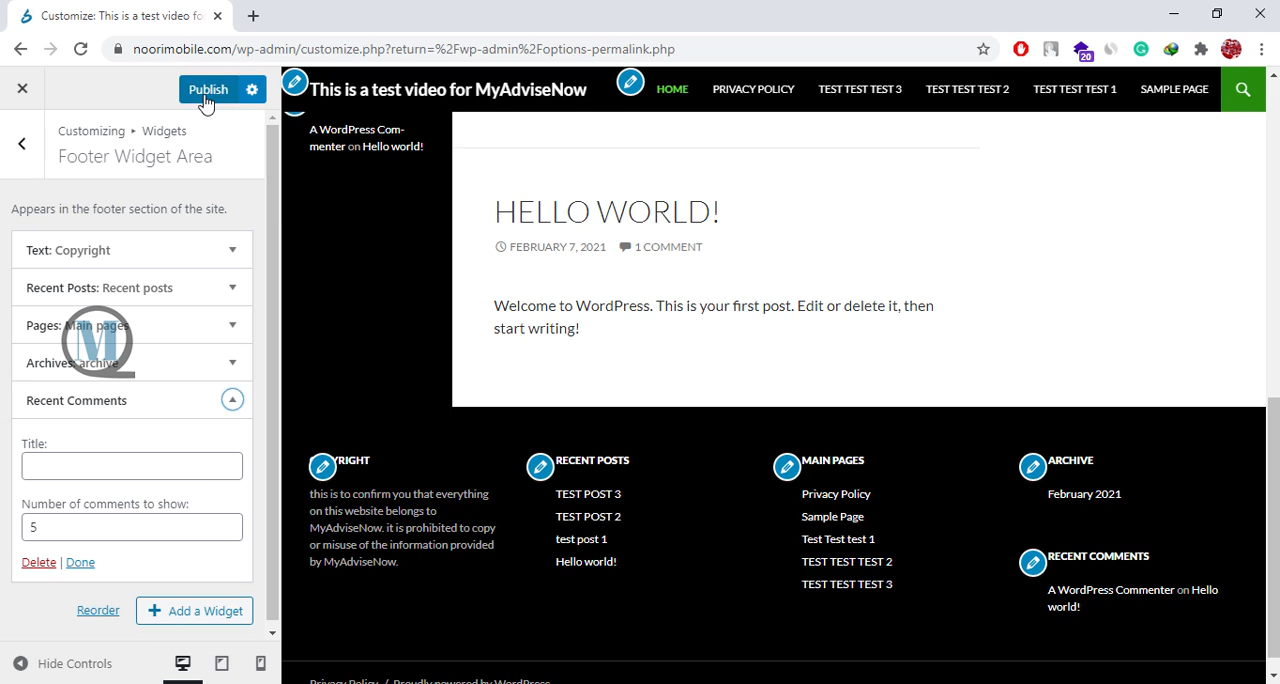 Customize: This is a test video fo
noorimobile.com/wp-admin/customize.php?return=%2Fwp-admin%2Foptions-permalink.php
20
Publish
Customizing ▸ Widgets
Footer Widget Area
Appears in the footer section of the site.
Text: Copyright
Recent Posts: Recent posts
Pages: Main pages
Archives: archive
Recent Comments
Title:
Number of comments to show:
5
Delete | Done
Reorder
+ Add a Widget
Hide Controls
This is a test video for MyAdviseNow
HOME PRIVACY POLICY TEST TEST TEST 3 TEST TEST TEST 2 TEST TEST TEST 1 SAMPLE PAGE
A WordPress Com-
menter on Hello world!
HELLO WORLD!
FEBRUARY 7, 2021 1 COMMENT
Welcome to WordPress. This is your first post. Edit or delete it, then
start writing!
YRIGHT
this is to confirm you that everything
on this website belongs to
MyAdviseNow. it is prohibited to copy
or misuse of the information provided
by MyAdviseNow.
RECENT POSTS
TEST POST 3
TEST POST 2
test post 1
Hello world!
MAIN PAGES
Privacy Policy
Sample Page
Test Test test 1
TEST TEST TEST 2
TEST TEST TEST 3
ARCHIVE
February 2021
RECENT COMMENTS
A WordPress Commenter on Hello
world!
Privacy Policy / Proudly powered by WordPress